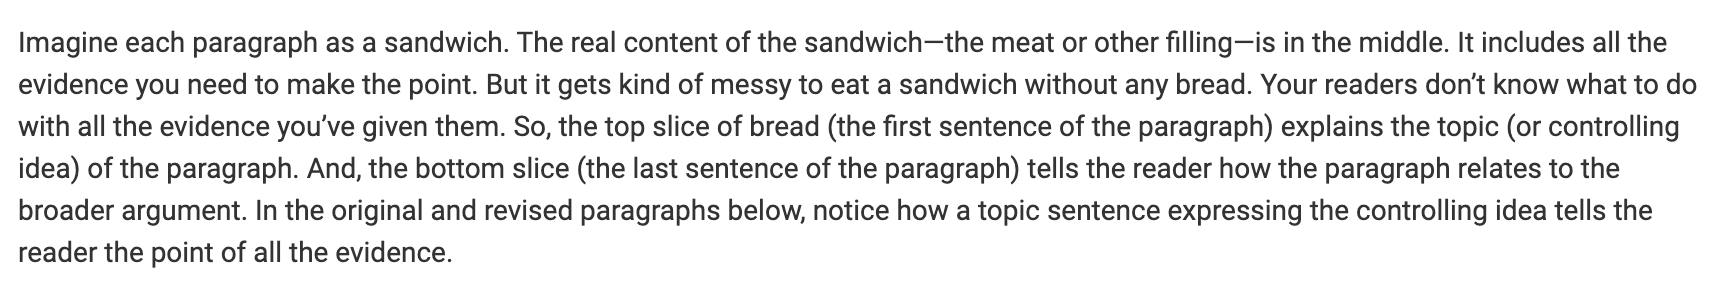 Imagine each paragraph as a sandwich. The real content of the sandwich—the meat or other filling—is in the middle. It includes all the
evidence you need to make the point. But it gets kind of messy to eat a sandwich without any bread. Your readers don’t know what to do
with all the evidence you’ve given them. So, the top slice of bread (the first sentence of the paragraph) explains the topic (or controlling
idea) of the paragraph. And, the bottom slice (the last sentence of the paragraph) tells the reader how the paragraph relates to the
broader argument. In the original and revised paragraphs below, notice how a topic sentence expressing the controlling idea tells the
reader the point of all the evidence.